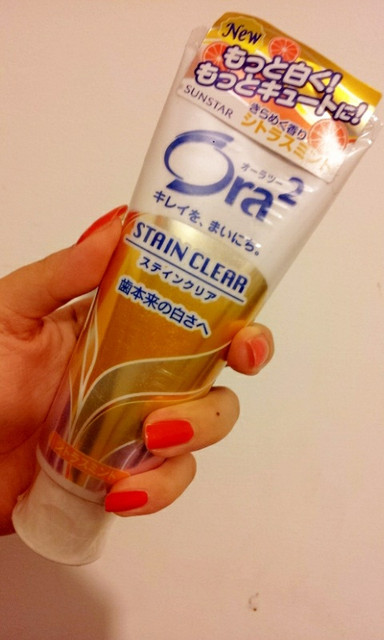 New
もっと白く!
もっとキュートに!
SUNSTAR
きらめく香り
シトラスミント
オーラツー
Ora²
キレイを、まいにち。
STAIN CLEAR
ステインクリア
歯本来の白さへ